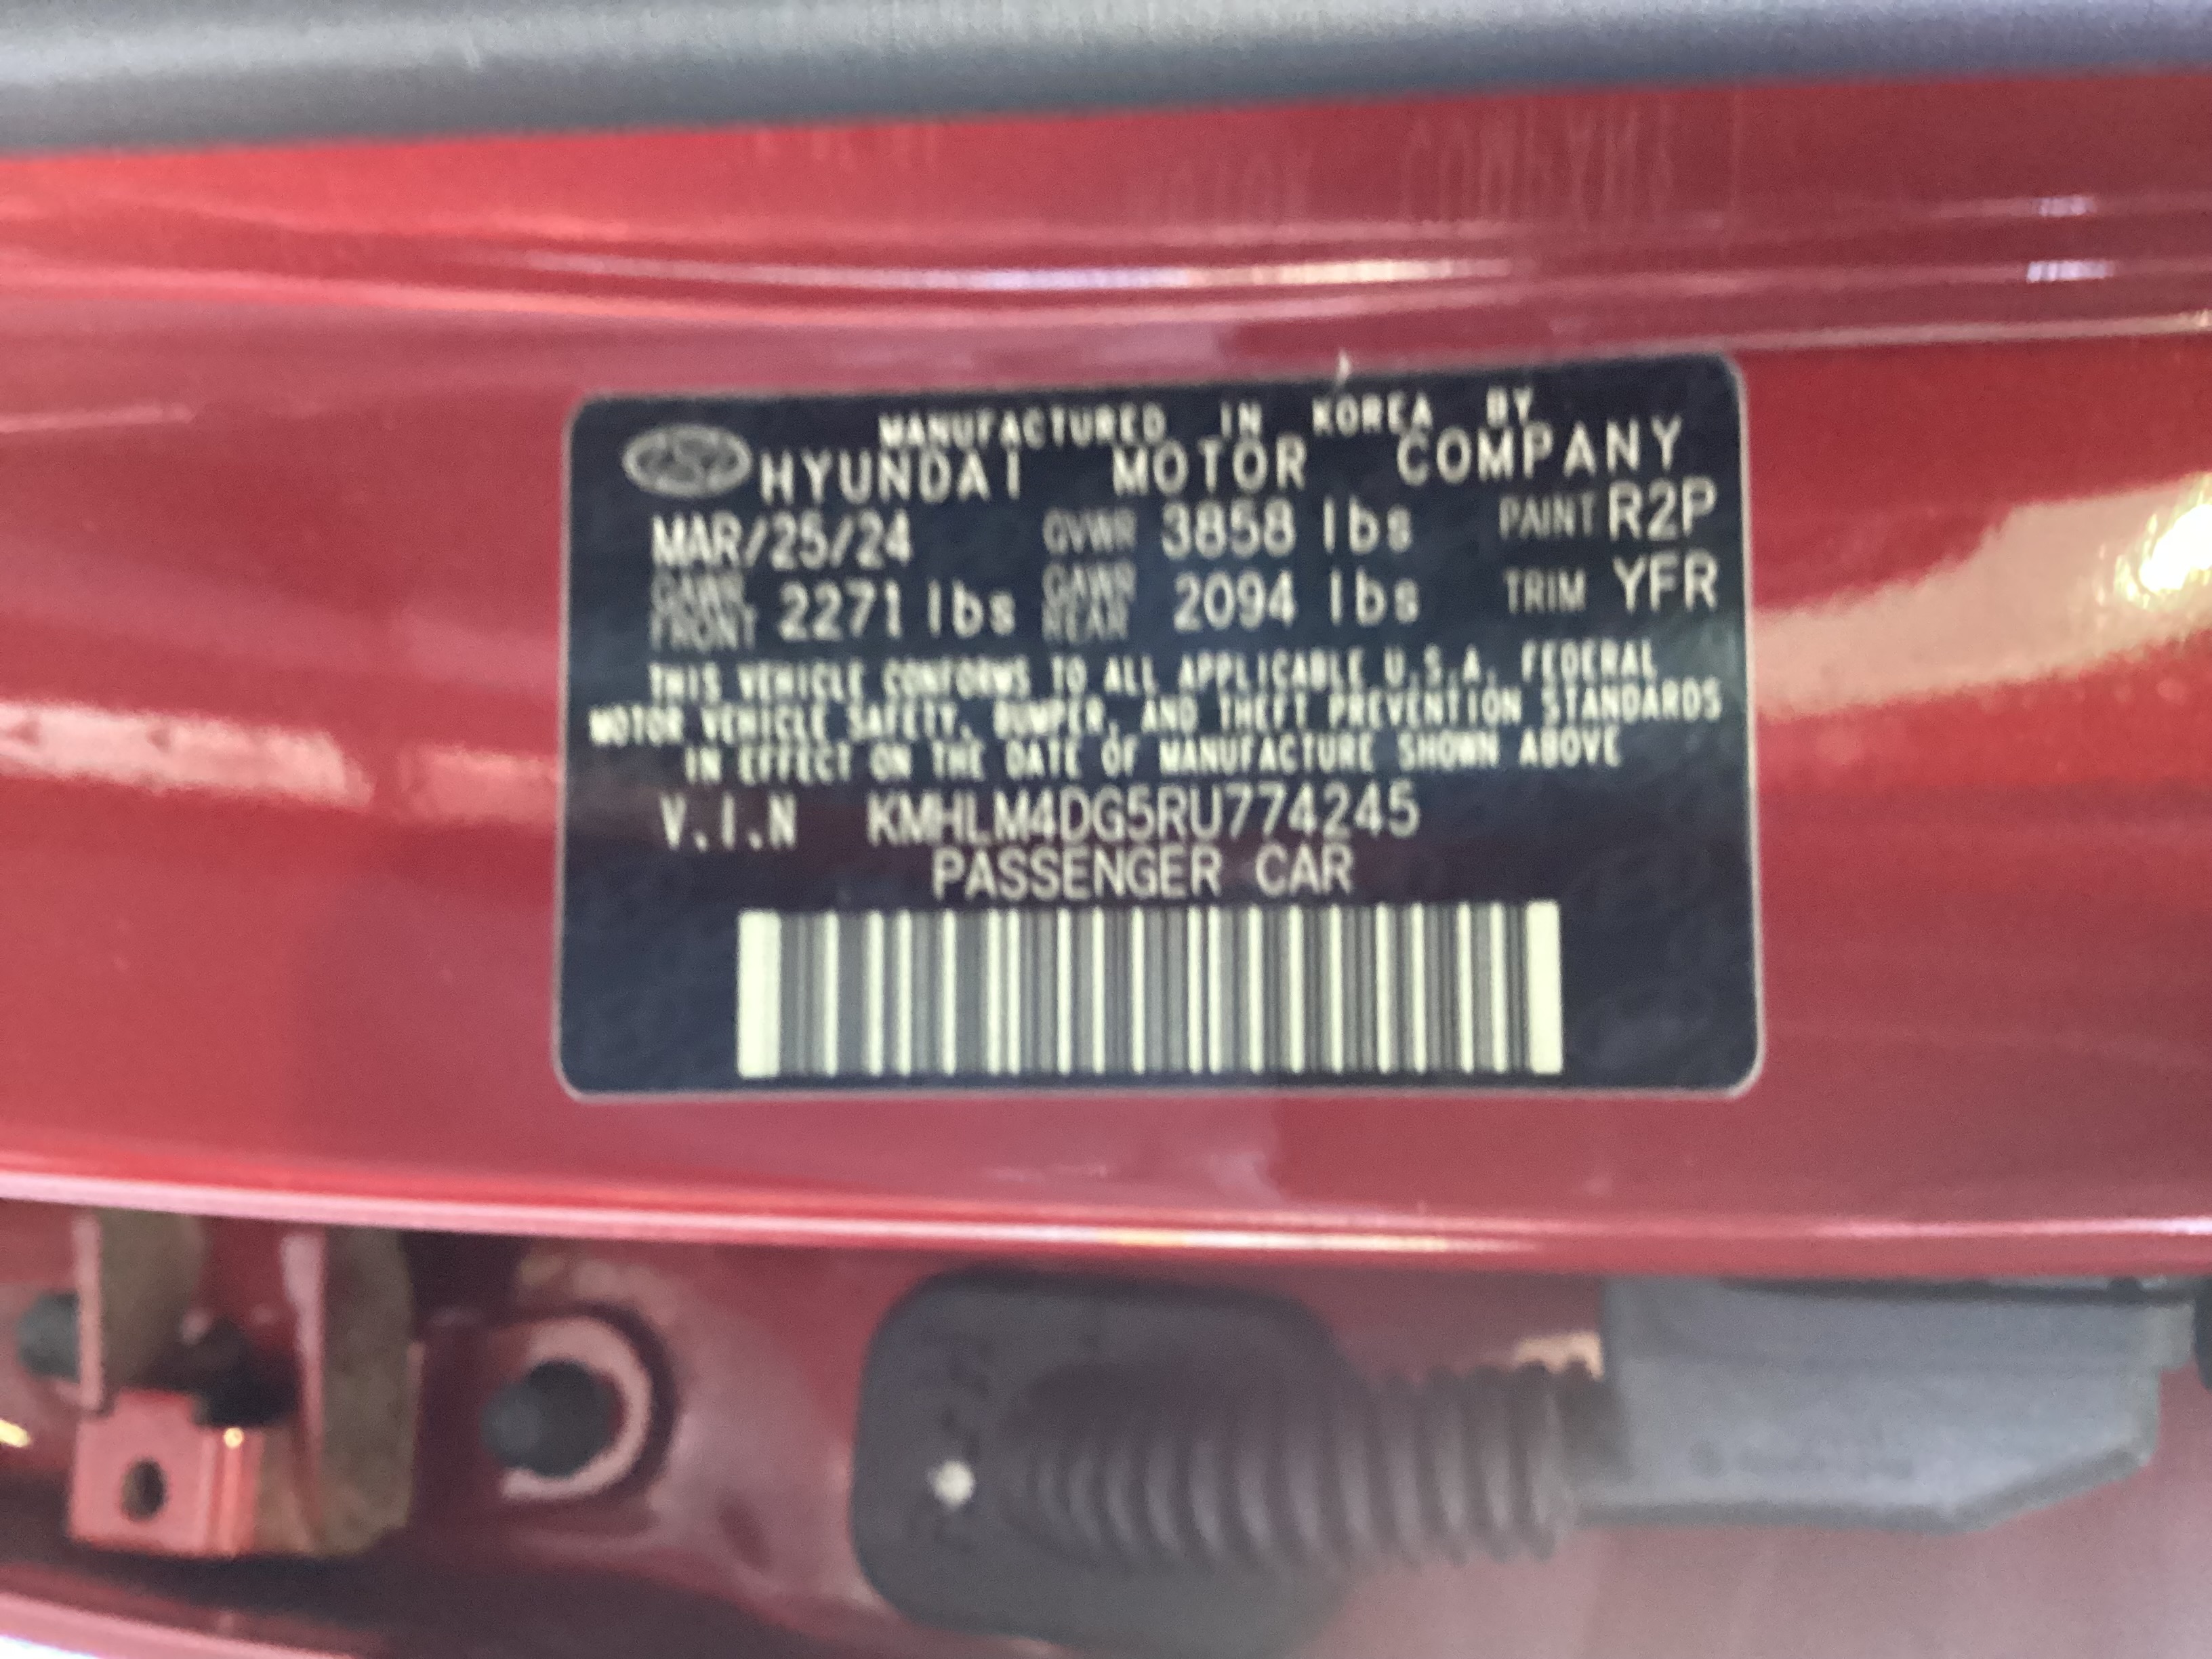 MANUFACTURED IN KOREA BY
HYUNDAI MOTOR COMPANY
MAR/25/24 GVWR 3858 lbs PAINT R2P
GAWR FRONT 2271 lbs GAWR REAR 2094 lbs TRIM YFR
THIS VEHICLE CONFORMS TO ALL APPLICABLE U.S.A. FEDERAL
MOTOR VEHICLE SAFETY, BUMPER, AND THEFT PREVENTION STANDARDS
IN EFFECT ON THE DATE OF MANUFACTURE SHOWN ABOVE
V.I.N KMHLM4DG5RU774245
PASSENGER CAR